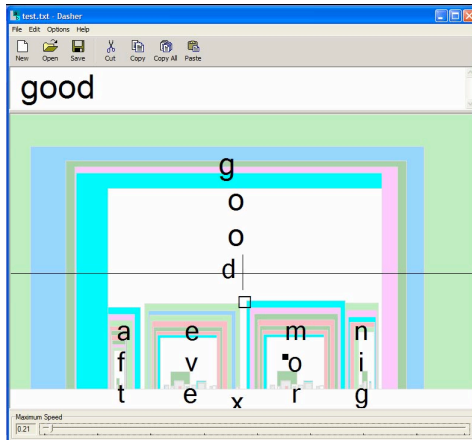 test.txt - Dasher
File Edit Options Help
New Open Save Cut Copy Copy All Paste
good
g
o
o
d
a e m n
f v o i
t e x r g
Maximum Speed
0.21